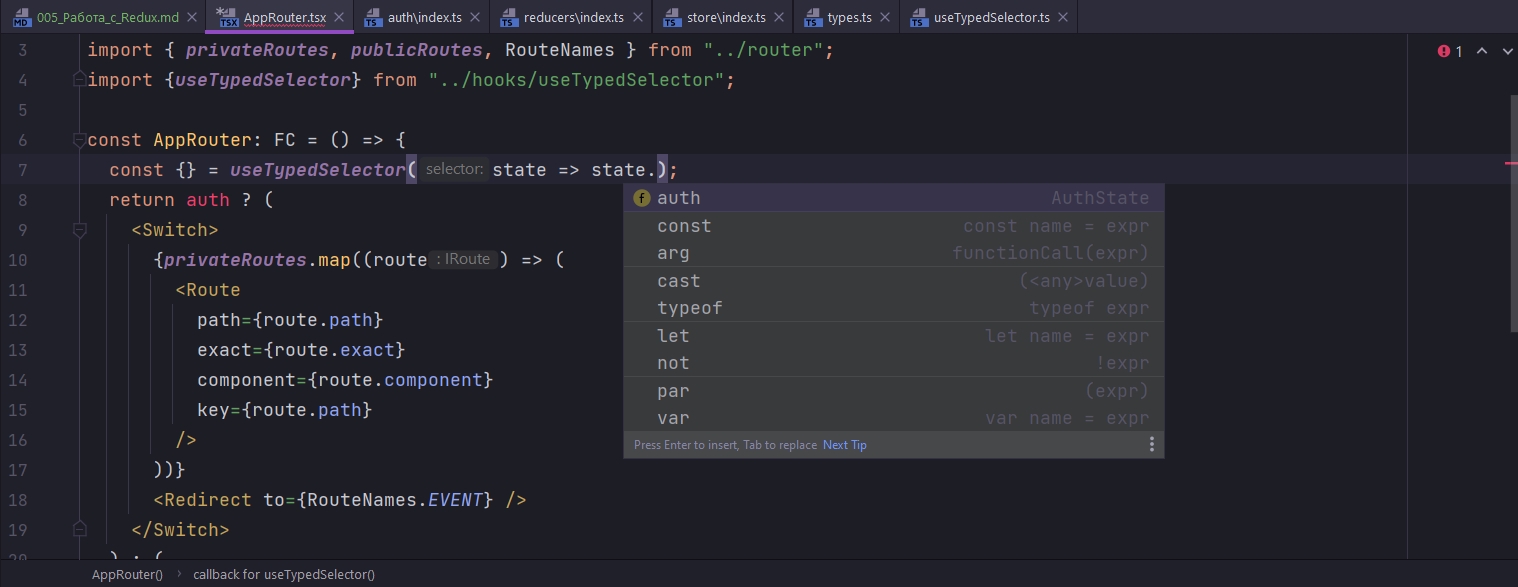 005_Работа_с_Redux.md
AppRouter.tsx
auth\index.ts
reducers\index.ts
store\index.ts
types.ts
useTypedSelector.ts
3 import { privateRoutes, publicRoutes, RouteNames } from "../router"; 1
4 import {useTypedSelector} from "../hooks/useTypedSelector";
5
6 const AppRouter: FC = () => {
7 const {} = useTypedSelector( selector: state => state.);
8 return auth ? (
9 <Switch>
10 {privateRoutes.map((route : IRoute ) => (
11 <Route
12 path={route.path}
13 exact={route.exact}
14 component={route.component}
15 key={route.path}
16 />
17 ))}
18 <Redirect to={RouteNames.EVENT} />
19 </Switch>
20 ) : (
f auth AuthState
const const name = expr
arg functionCall(expr)
cast (<any>value)
typeof typeof expr
let let name = expr
not !expr
par (expr)
var var name = expr
Press Enter to insert, Tab to replace Next Tip
AppRouter() › callback for useTypedSelector()